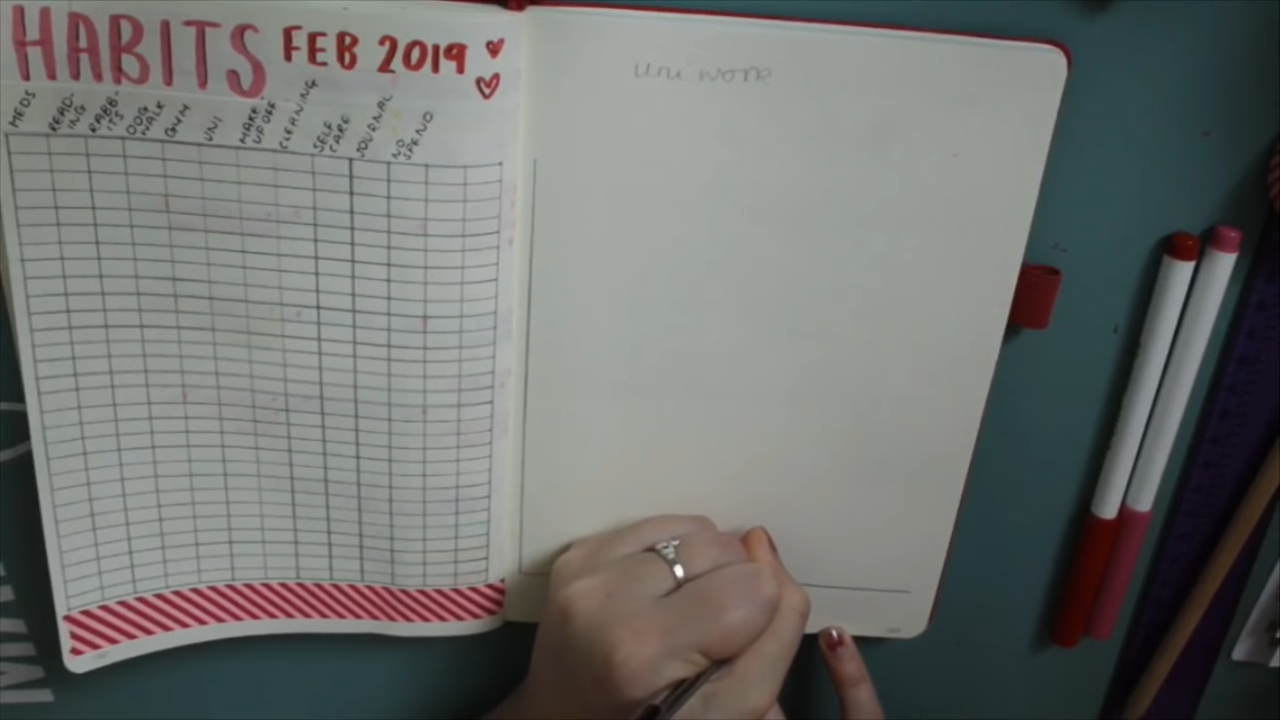 HABITS FEB 2019
MEDS
READ-
ING
RABB-
ITS
DOG
WALK
GYM
UNI
MAKE-
UP OFF
CLEANING
SELF
CARE
JOURNAL
NO
SPEND
uni work